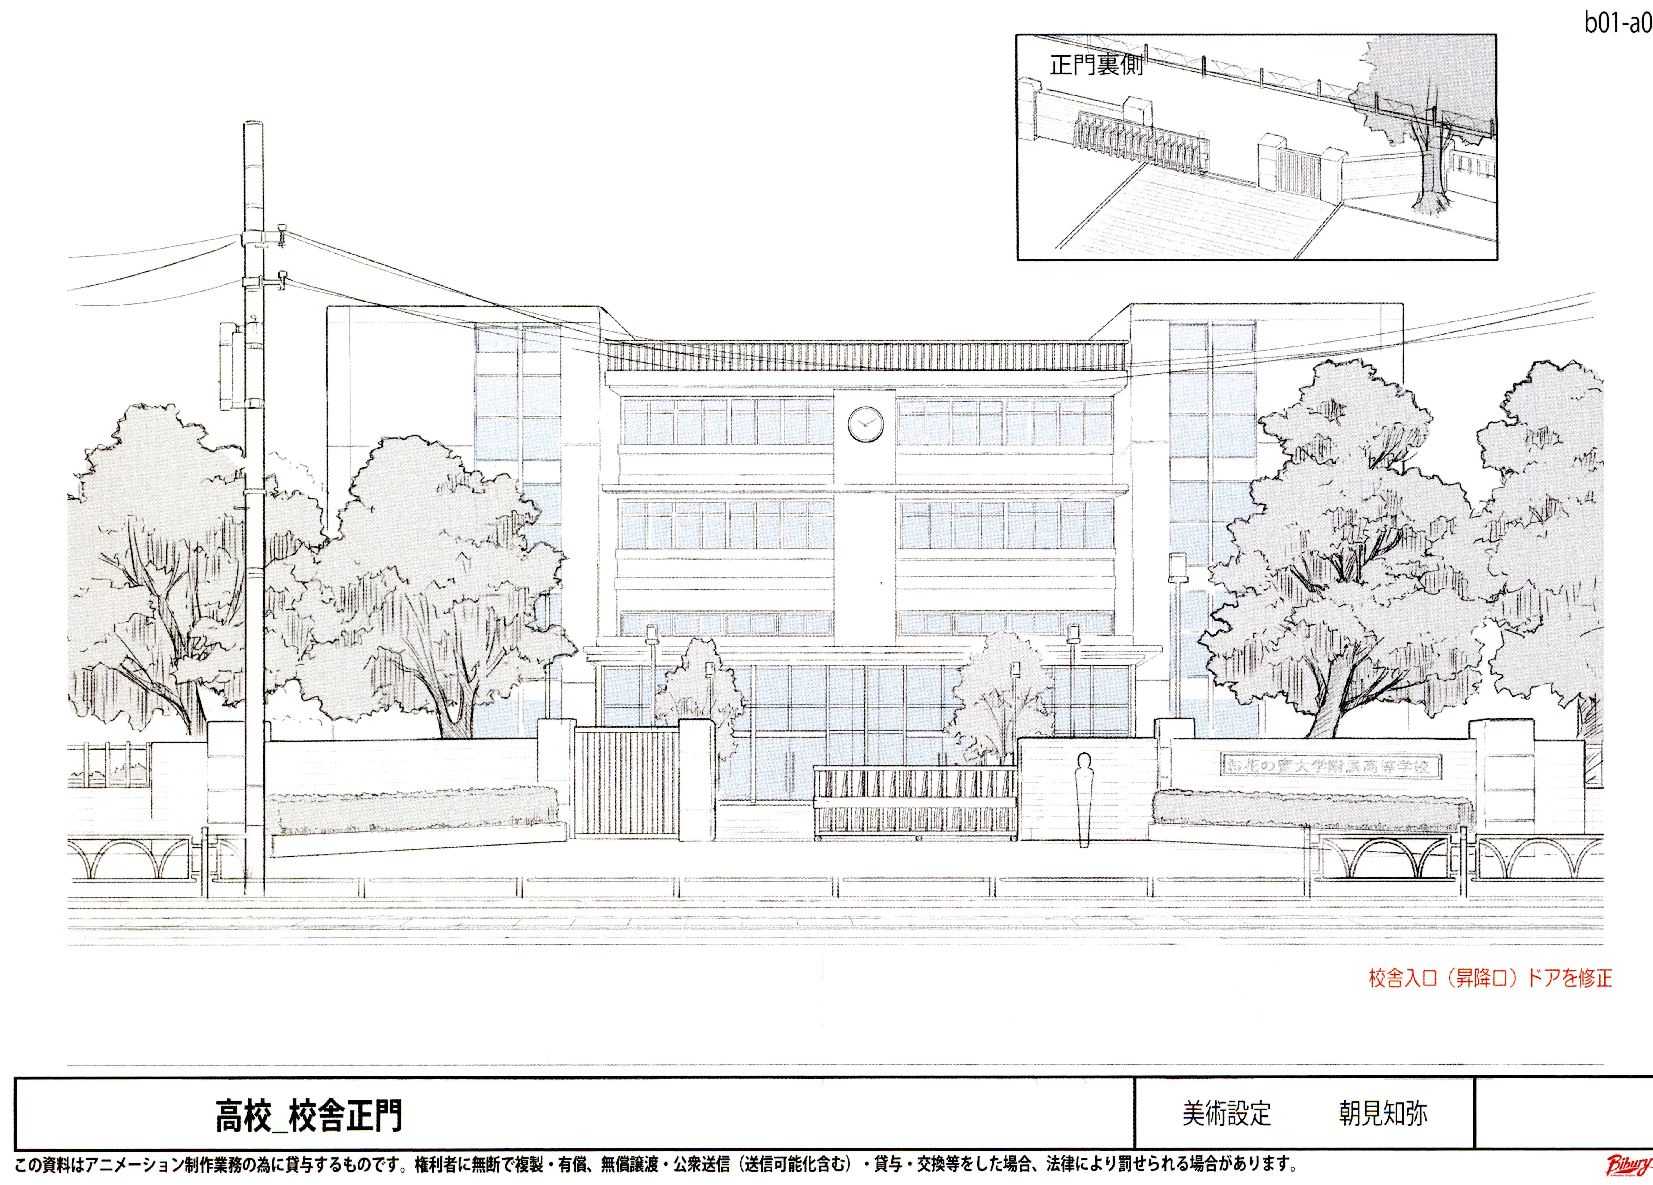 b01-a0
正門裏側
お花の宮大学附属高等学校
校舎入口（昇降口）ドアを修正
高校_校舎正門
美術設定 朝見知弥
この資料はアニメーション制作業務の為に貸与するものです。権利者に無断で複製・有償、無償譲渡・公衆送信（送信可能化含む）・貸与・交換等をした場合、法律により罰せられる場合があります。
Bibury